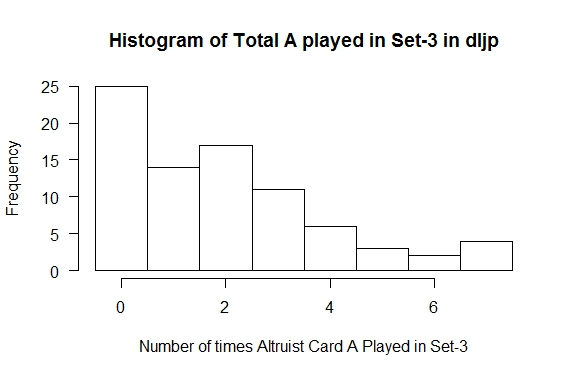 Histogram of Total A played in Set-3 in dljp
Frequency
25
20
15
10
5
0
0 2 4 6
Number of times Altruist Card A Played in Set-3